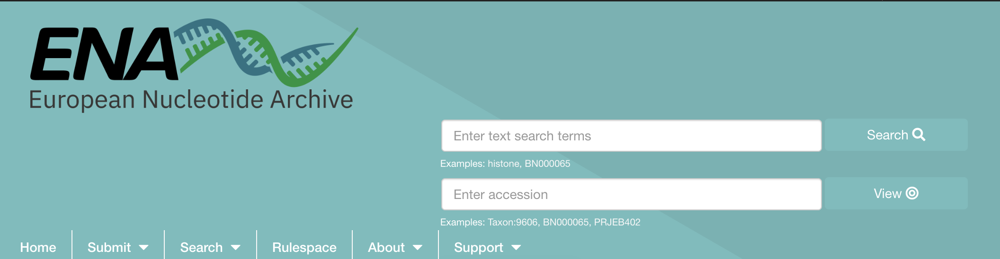 ENA
European Nucleotide Archive
Enter text search terms
Search
Examples: histone, BN000065
Enter accession
View
Examples: Taxon:9606, BN000065, PRJEB402
Home Submit Search Rulespace About Support